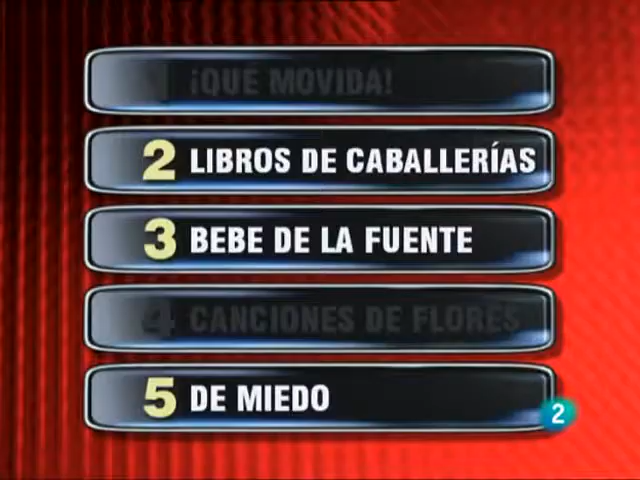 1 ¡QUE MOVIDA!
2 LIBROS DE CABALLERÍAS
3 BEBE DE LA FUENTE
4 CANCIONES DE FLORES
5 DE MIEDO
2